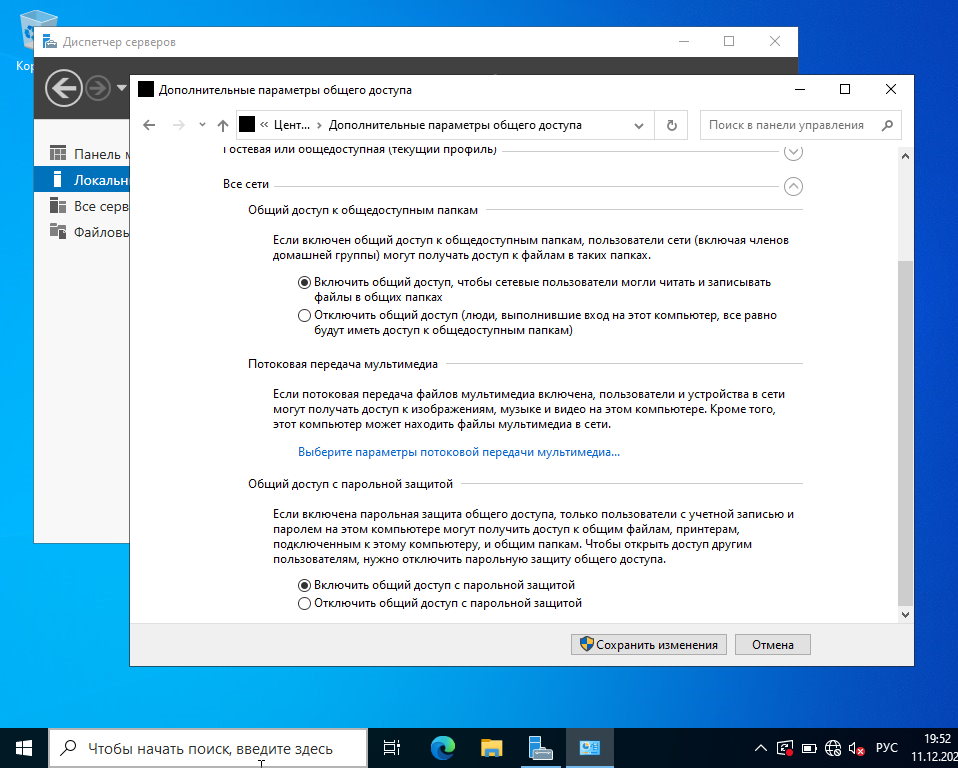 Кор
Диспетчер серверов
Дополнительные параметры общего доступа
« Цент... › Дополнительные параметры общего доступа
Поиск в панели управления
Панель м
Локальн
Все серв
Файловы
Гостевая или общедоступная (текущий профиль)
Все сети
Общий доступ к общедоступным папкам
Если включен общий доступ к общедоступным папкам, пользователи сети (включая членов
домашней группы) могут получать доступ к файлам в таких папках.
Включить общий доступ, чтобы сетевые пользователи могли читать и записывать
файлы в общих папках
Отключить общий доступ (люди, выполнившие вход на этот компьютер, все равно
будут иметь доступ к общедоступным папкам)
Потоковая передача мультимедиа
Если потоковая передача файлов мультимедиа включена, пользователи и устройства в сети
могут получать доступ к изображениям, музыке и видео на этом компьютере. Кроме того,
этот компьютер может находить файлы мультимедиа в сети.
Выберите параметры потоковой передачи мультимедиа...
Общий доступ с парольной защитой
Если включена парольная защита общего доступа, только пользователи с учетной записью и
паролем на этом компьютере могут получить доступ к общим файлам, принтерам,
подключенным к этому компьютеру, и общим папкам. Чтобы открыть доступ другим
пользователям, нужно отключить парольную защиту общего доступа.
Включить общий доступ с парольной защитой
Отключить общий доступ с парольной защитой
Сохранить изменения
Отмена
Чтобы начать поиск, введите здесь
РУС
19:52
11.12.202